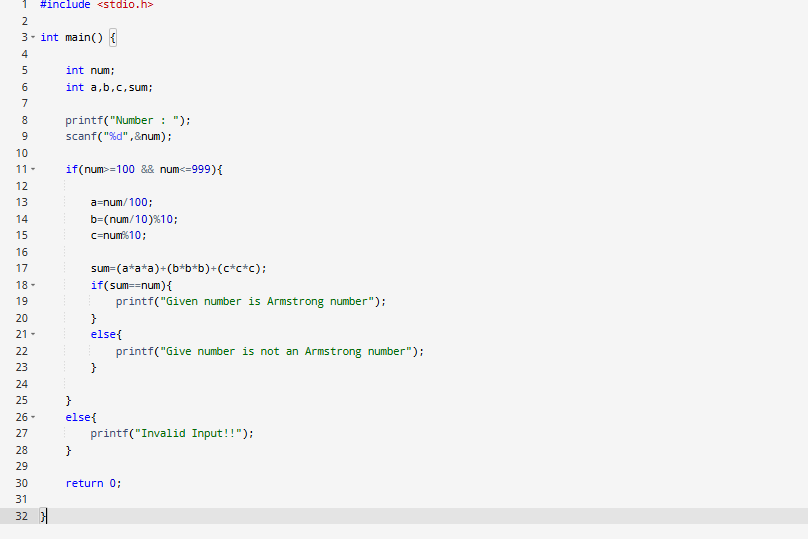 1 #include <stdio.h>
2
3 int main() {
4
5 int num;
6 int a,b,c,sum;
7
8 printf("Number : ");
9 scanf("%d",&num);
10
11 if(num>=100 && num<=999){
12
13 a=num/100;
14 b=(num/10)%10;
15 c=num%10;
16
17 sum=(a*a*a)+(b*b*b)+(c*c*c);
18 if(sum==num){
19 printf("Given number is Armstrong number");
20 }
21 else{
22 printf("Give number is not an Armstrong number");
23 }
24
25 }
26 else{
27 printf("Invalid Input!!");
28 }
29
30 return 0;
31
32 }